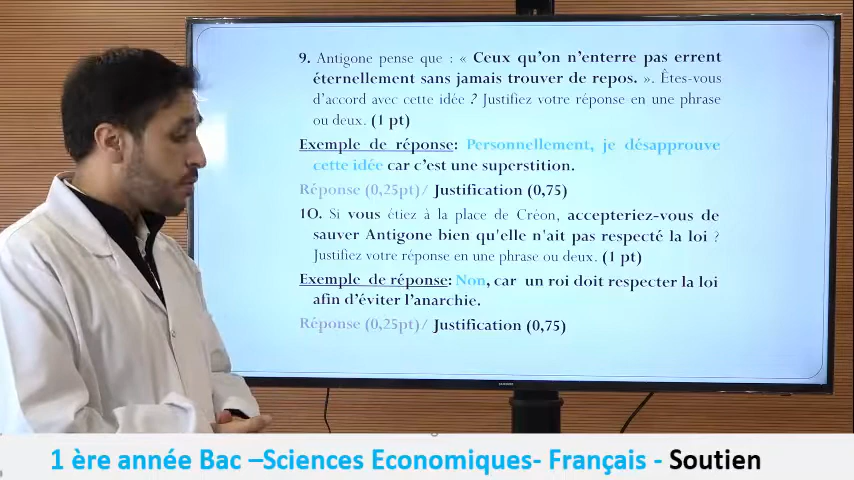 9. Antigone pense que : « Ceux qu'on n'enterre pas errent
éternellement sans jamais trouver de repos. ». Êtes-vous
d'accord avec cette idée ? Justifiez votre réponse en une phrase
ou deux. (1 pt)
Exemple de réponse: Personnellement, je désapprouve
cette idée car c'est une superstition.
Réponse (0,25pt)/ Justification (0,75)
10. Si vous étiez à la place de Créon, accepteriez-vous de
sauver Antigone bien qu'elle n'ait pas respecté la loi ?
Justifiez votre réponse en une phrase ou deux. (1 pt)
Exemple de réponse: Non, car un roi doit respecter la loi
afin d'éviter l'anarchie.
Réponse (0,25pt)/ Justification (0,75)
SAMSUNG
1 ère année Bac –Sciences Economiques- Français - Soutien